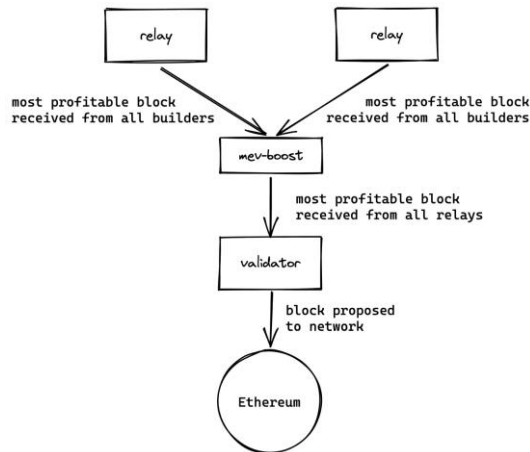 relay
relay
most profitable block
received from all builders
most profitable block
received from all builders
mev-boost
most profitable block
received from all relays
validator
block proposed
to network
Ethereum